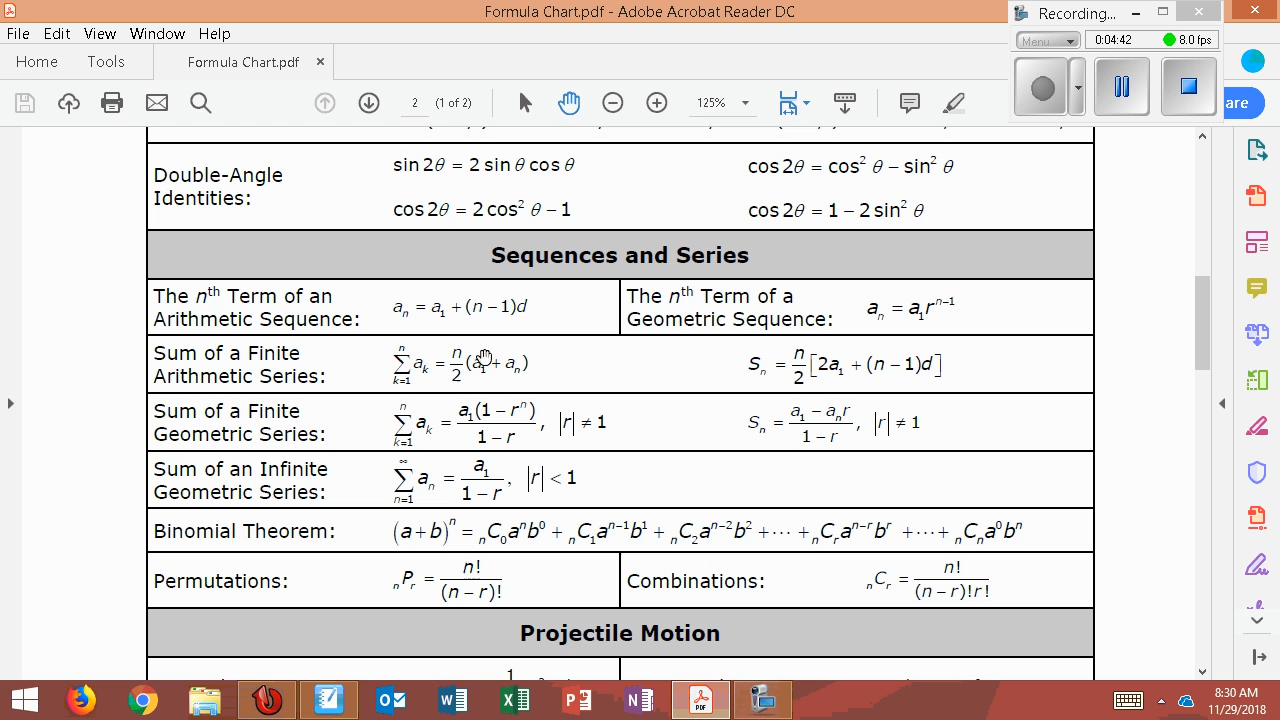 Formula Chart.pdf - Adobe Acrobat Reader DC
Recording...
File Edit View Window Help
Menu
0:04:42
8.0 fps
Home Tools Formula Chart.pdf ×
2 (1 of 2) 125%
are
Double-Angle Identities:
sin 2θ = 2 sin θ cos θ
cos 2θ = cos² θ − sin² θ
cos 2θ = 2 cos² θ − 1
cos 2θ = 1 − 2 sin² θ
Sequences and Series
The nth Term of an
Arithmetic Sequence:
aₙ = a₁ + (n − 1)d
The nth Term of a
Geometric Sequence:
aₙ = a₁rⁿ⁻¹
Sum of a Finite
Arithmetic Series:
∑ₖ₌₁ⁿ aₖ = n/2 (a₁ + aₙ)
Sₙ = n/2 [2a₁ + (n − 1)d]
Sum of a Finite
Geometric Series:
∑ₖ₌₁ⁿ aₖ = a₁(1 − rⁿ)/(1 − r), |r| ≠ 1
Sₙ = (a₁ − aₙr)/(1 − r), |r| ≠ 1
Sum of an Infinite
Geometric Series:
∑ₙ₌₁^∞ aₙ = a₁/(1 − r), |r| < 1
Binomial Theorem: (a + b)ⁿ = ₙC₀aⁿb⁰ + ₙC₁aⁿ⁻¹b¹ + ₙC₂aⁿ⁻²b² + ⋯ + ₙCᵣaⁿ⁻ʳbʳ + ⋯ + ₙCₙa⁰bⁿ
Permutations: ₙPᵣ = n!/(n − r)!
Combinations: ₙCᵣ = n!/((n − r)! r!)
Projectile Motion
8:30 AM
11/29/2018